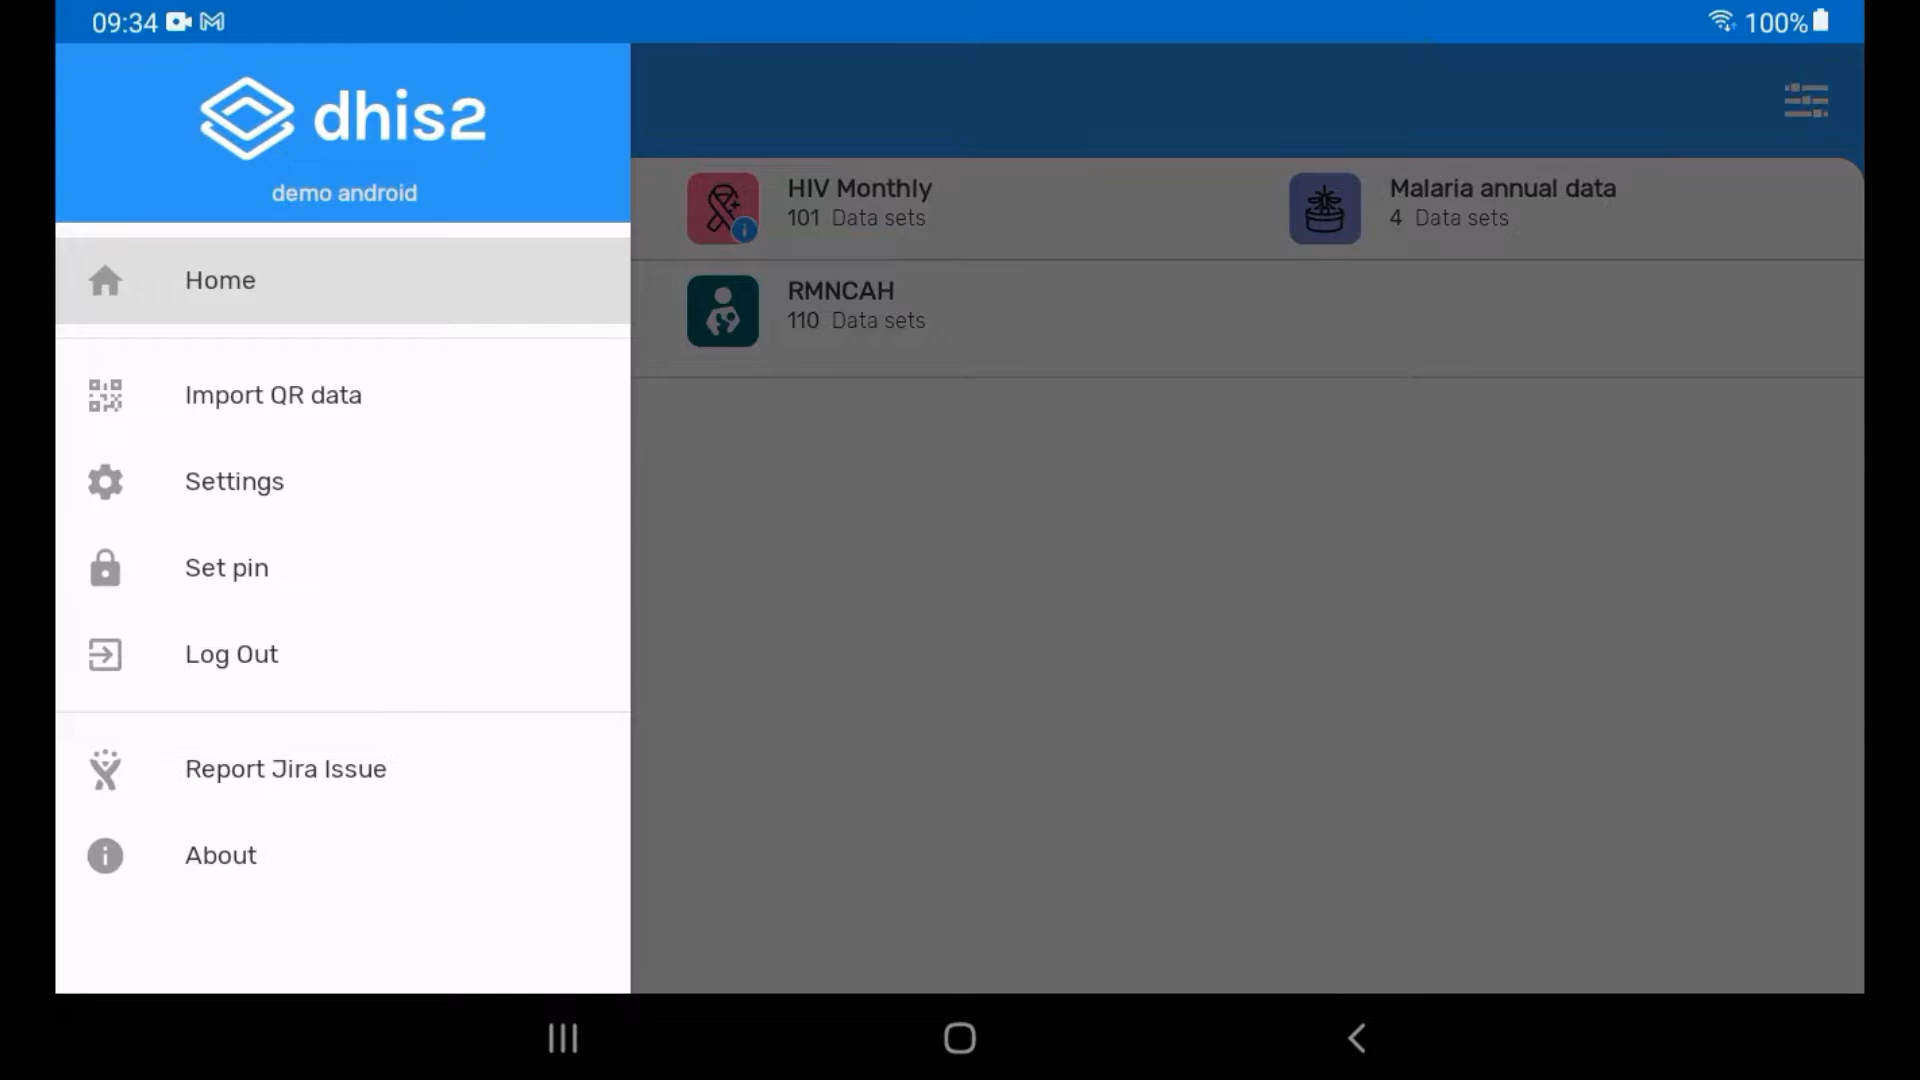 09:34
100%
dhis2
demo android
Home
Import QR data
Settings
Set pin
Log Out
Report Jira Issue
About
HIV Monthly
101 Data sets
Malaria annual data
4 Data sets
RMNCAH
110 Data sets